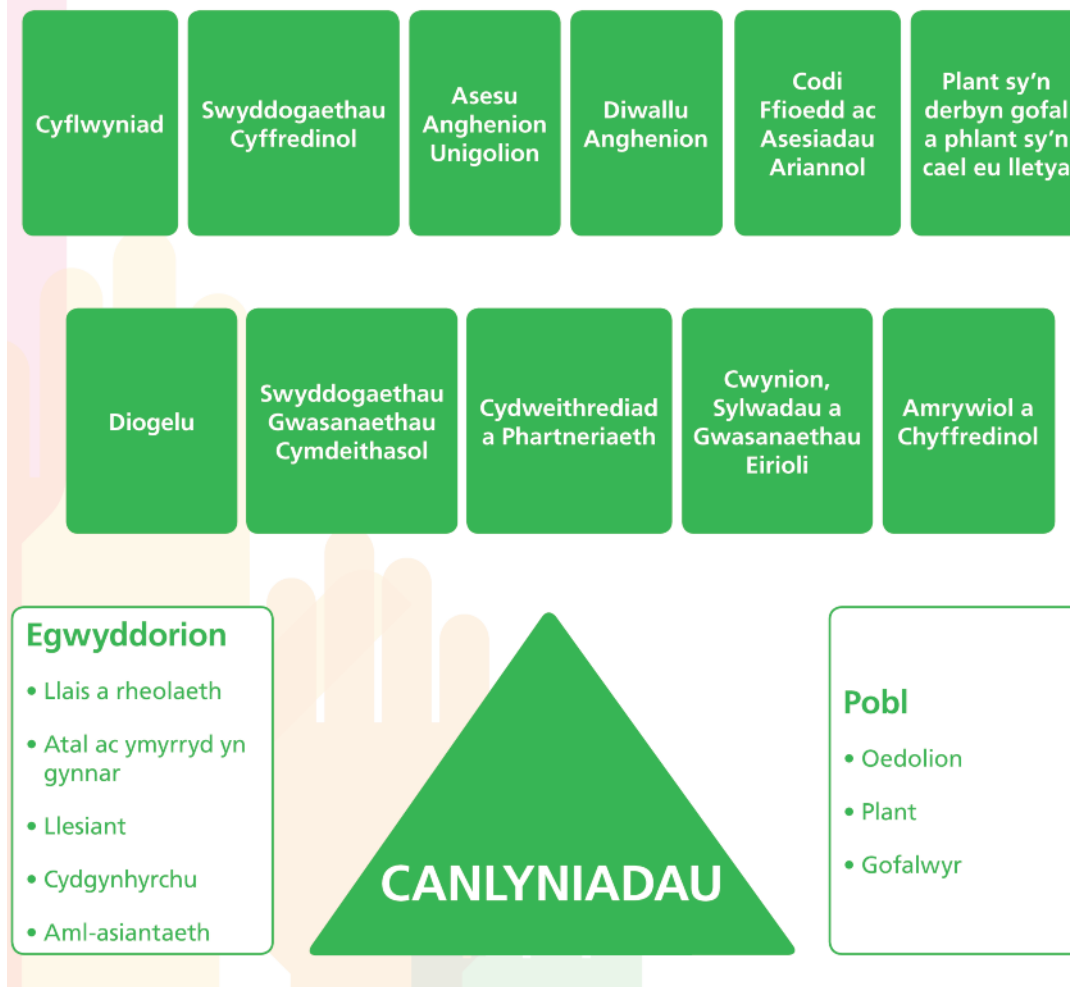 Cyflwyniad
Swyddogaethau
Cyffredinol
Asesu
Anghenion
Unigolion
Diwallu
Anghenion
Codi
Ffioedd ac
Asesiadau
Ariannol
Plant sy'n
derbyn gofal
a phlant sy'n
cael eu lletya
Diogelu
Swyddogaethau
Gwasanaethau
Cymdeithasol
Cydweithrediad
a Phartneriaeth
Cwynion,
Sylwadau a
Gwasanaethau
Eirioli
Amrywiol a
Chyffredinol
Egwyddorion
• Llais a rheolaeth
• Atal ac ymyrryd yn
gynnar
• Llesiant
• Cydgynhyrchu
• Aml-asiantaeth
CANLYNIADAU
Pobl
• Oedolion
• Plant
• Gofalwyr